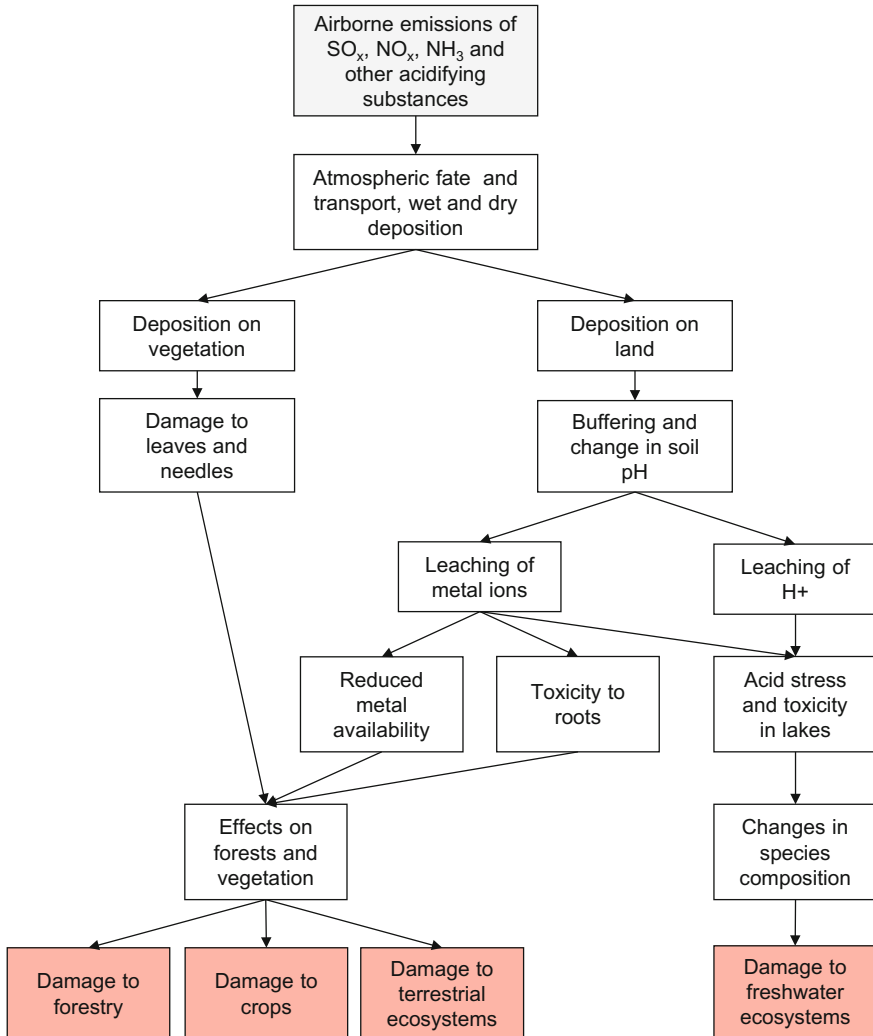 Airborne emissions of
SOₓ, NOₓ, NH₃ and
other acidifying
substances
Atmospheric fate and
transport, wet and dry
deposition
Deposition on
vegetation
Deposition on
land
Damage to
leaves and
needles
Buffering and
change in soil
pH
Leaching of
metal ions
Leaching of
H+
Reduced
metal
availability
Toxicity to
roots
Acid stress
and toxicity
in lakes
Effects on
forests and
vegetation
Changes in
species
composition
Damage to
forestry
Damage to
crops
Damage to
terrestrial
ecosystems
Damage to
freshwater
ecosystems